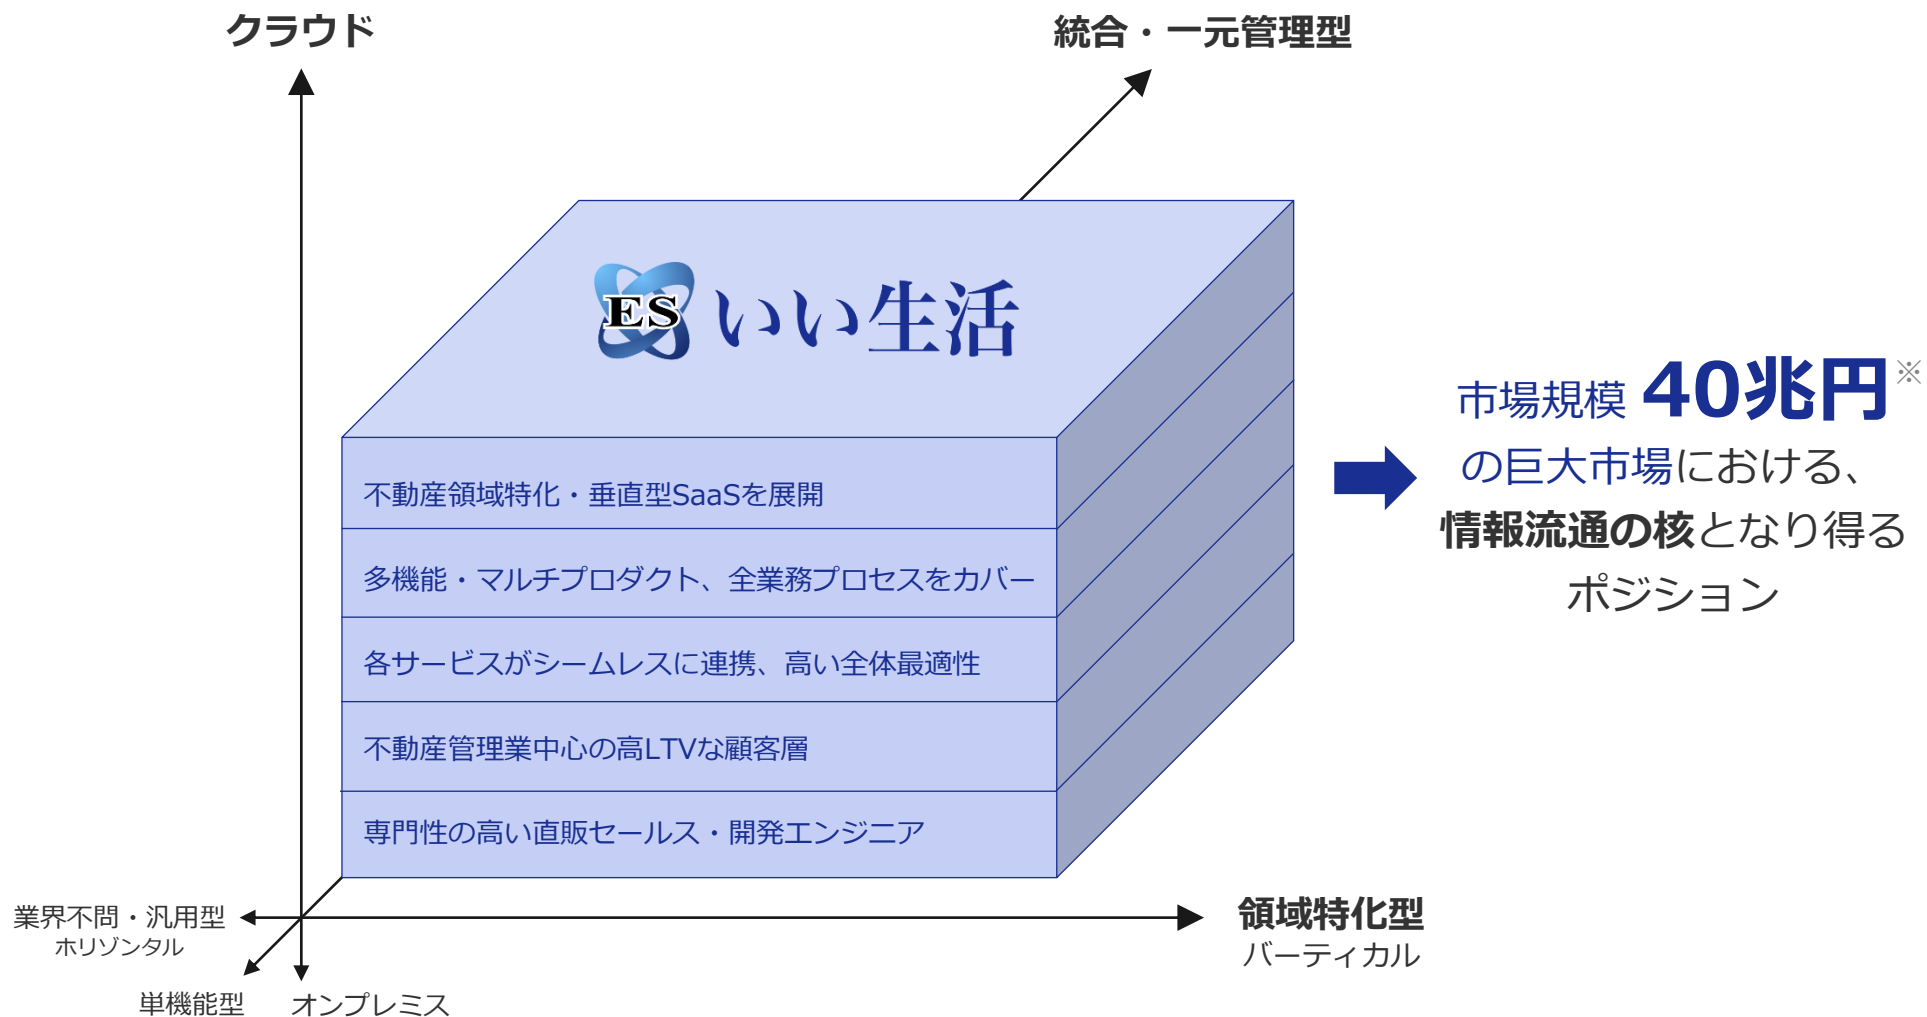 クラウド
統合・一元管理型
ES いい生活
不動産領域特化・垂直型SaaSを展開
多機能・マルチプロダクト、全業務プロセスをカバー
各サービスがシームレスに連携、高い全体最適性
不動産管理業中心の高LTVな顧客層
専門性の高い直販セールス・開発エンジニア
市場規模 40兆円※
の巨大市場における、
情報流通の核となり得る
ポジション
業界不問・汎用型
ホリゾンタル
領域特化型
バーティカル
単機能型
オンプレミス